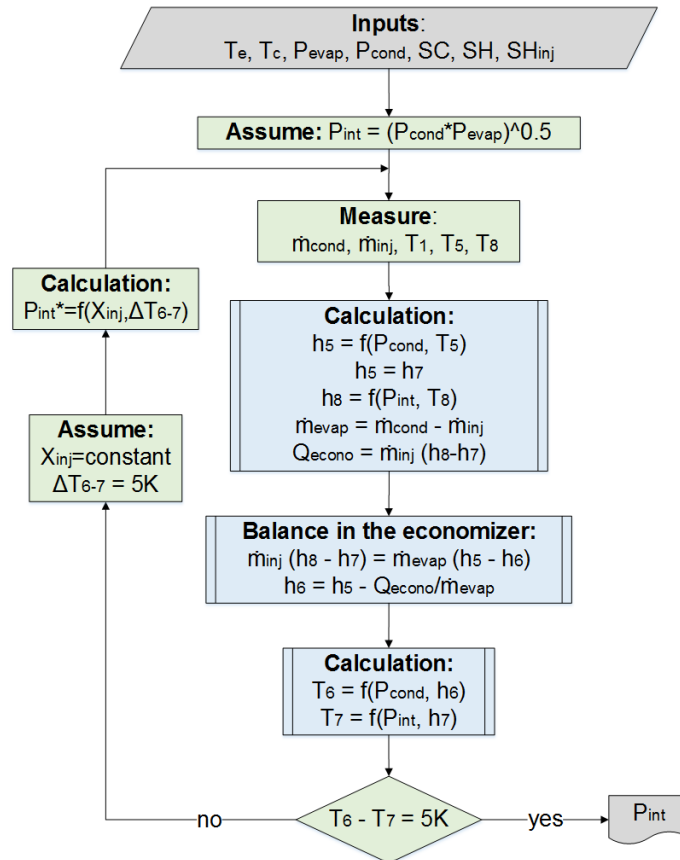 Inputs:
Te, Tc, Pevap, Pcond, SC, SH, SHinj
Assume: Pint = (Pcond*Pevap)^0.5
Measure:
ṁcond, ṁinj, T1, T5, T8
Calculation:
Pint*=f(Xinj,ΔT6-7)
Calculation:
h5 = f(Pcond, T5)
h5 = h7
h8 = f(Pint, T8)
ṁevap = ṁcond - ṁinj
Qecono = ṁinj (h8-h7)
Assume:
Xinj=constant
ΔT6-7 = 5K
Balance in the economizer:
ṁinj (h8 - h7) = ṁevap (h5 - h6)
h6 = h5 - Qecono/ṁevap
Calculation:
T6 = f(Pcond, h6)
T7 = f(Pint, h7)
no
T6 - T7 = 5K
yes
Pint